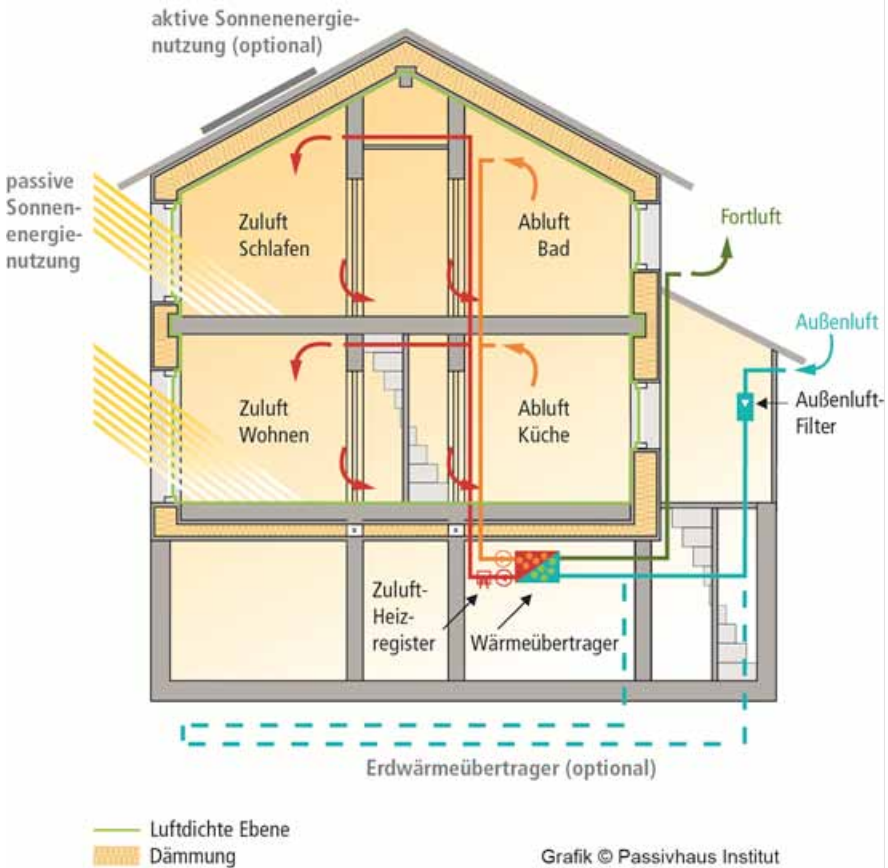 aktive Sonnenenergie-
nutzung (optional)
passive
Sonnen-
energie-
nutzung
Zuluft
Schlafen
Abluft
Bad
Fortluft
Außenluft
Zuluft
Wohnen
Abluft
Küche
Außenluft-
Filter
Zuluft-
Heiz-
register
Wärmeübertrager
Erdwärmeübertrager (optional)
Luftdichte Ebene
Dämmung
Grafik © Passivhaus Institut